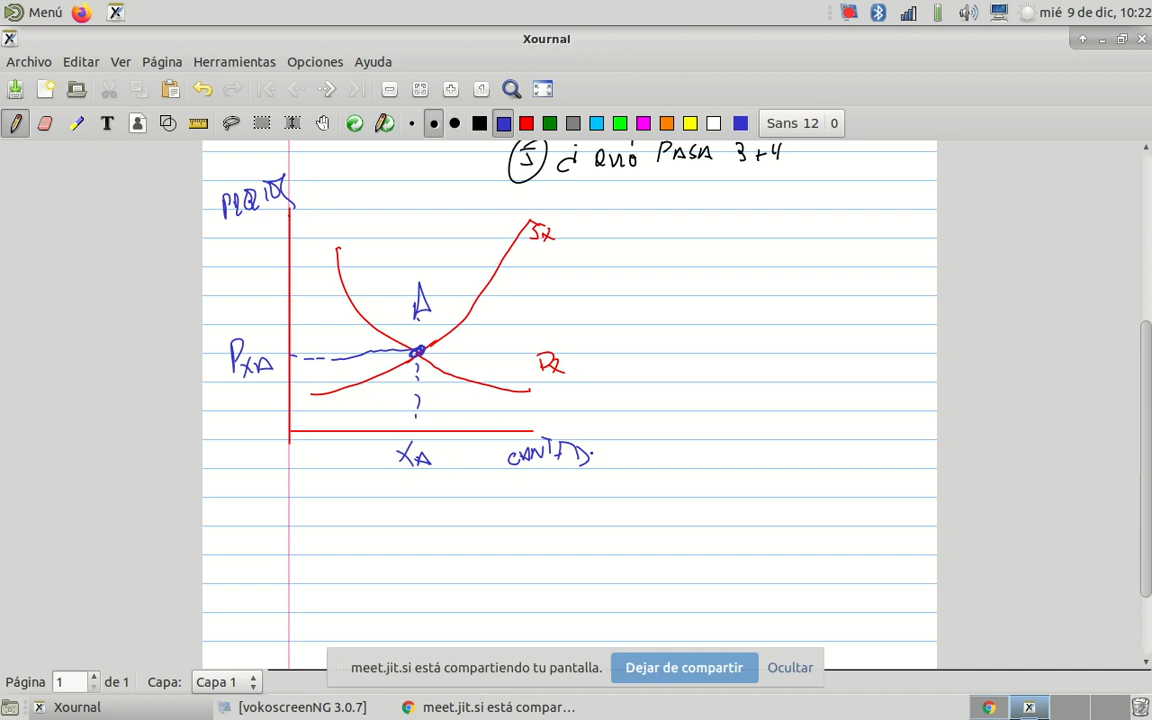 Menú mié 9 de dic, 10:22
Xournal
Archivo Editar Ver Página Herramientas Opciones Ayuda
Sans 12 0
5 ¿ QUÉ PASA 3+4
PRECIO
Sx
A
PXA
Dx
XA CANTID.
meet.jit.si está compartiendo tu pantalla. Dejar de compartir Ocultar
Página 1 de 1 Capa: Capa 1
Xournal [vokoscreenNG 3.0.7] meet.jit.si está compar...